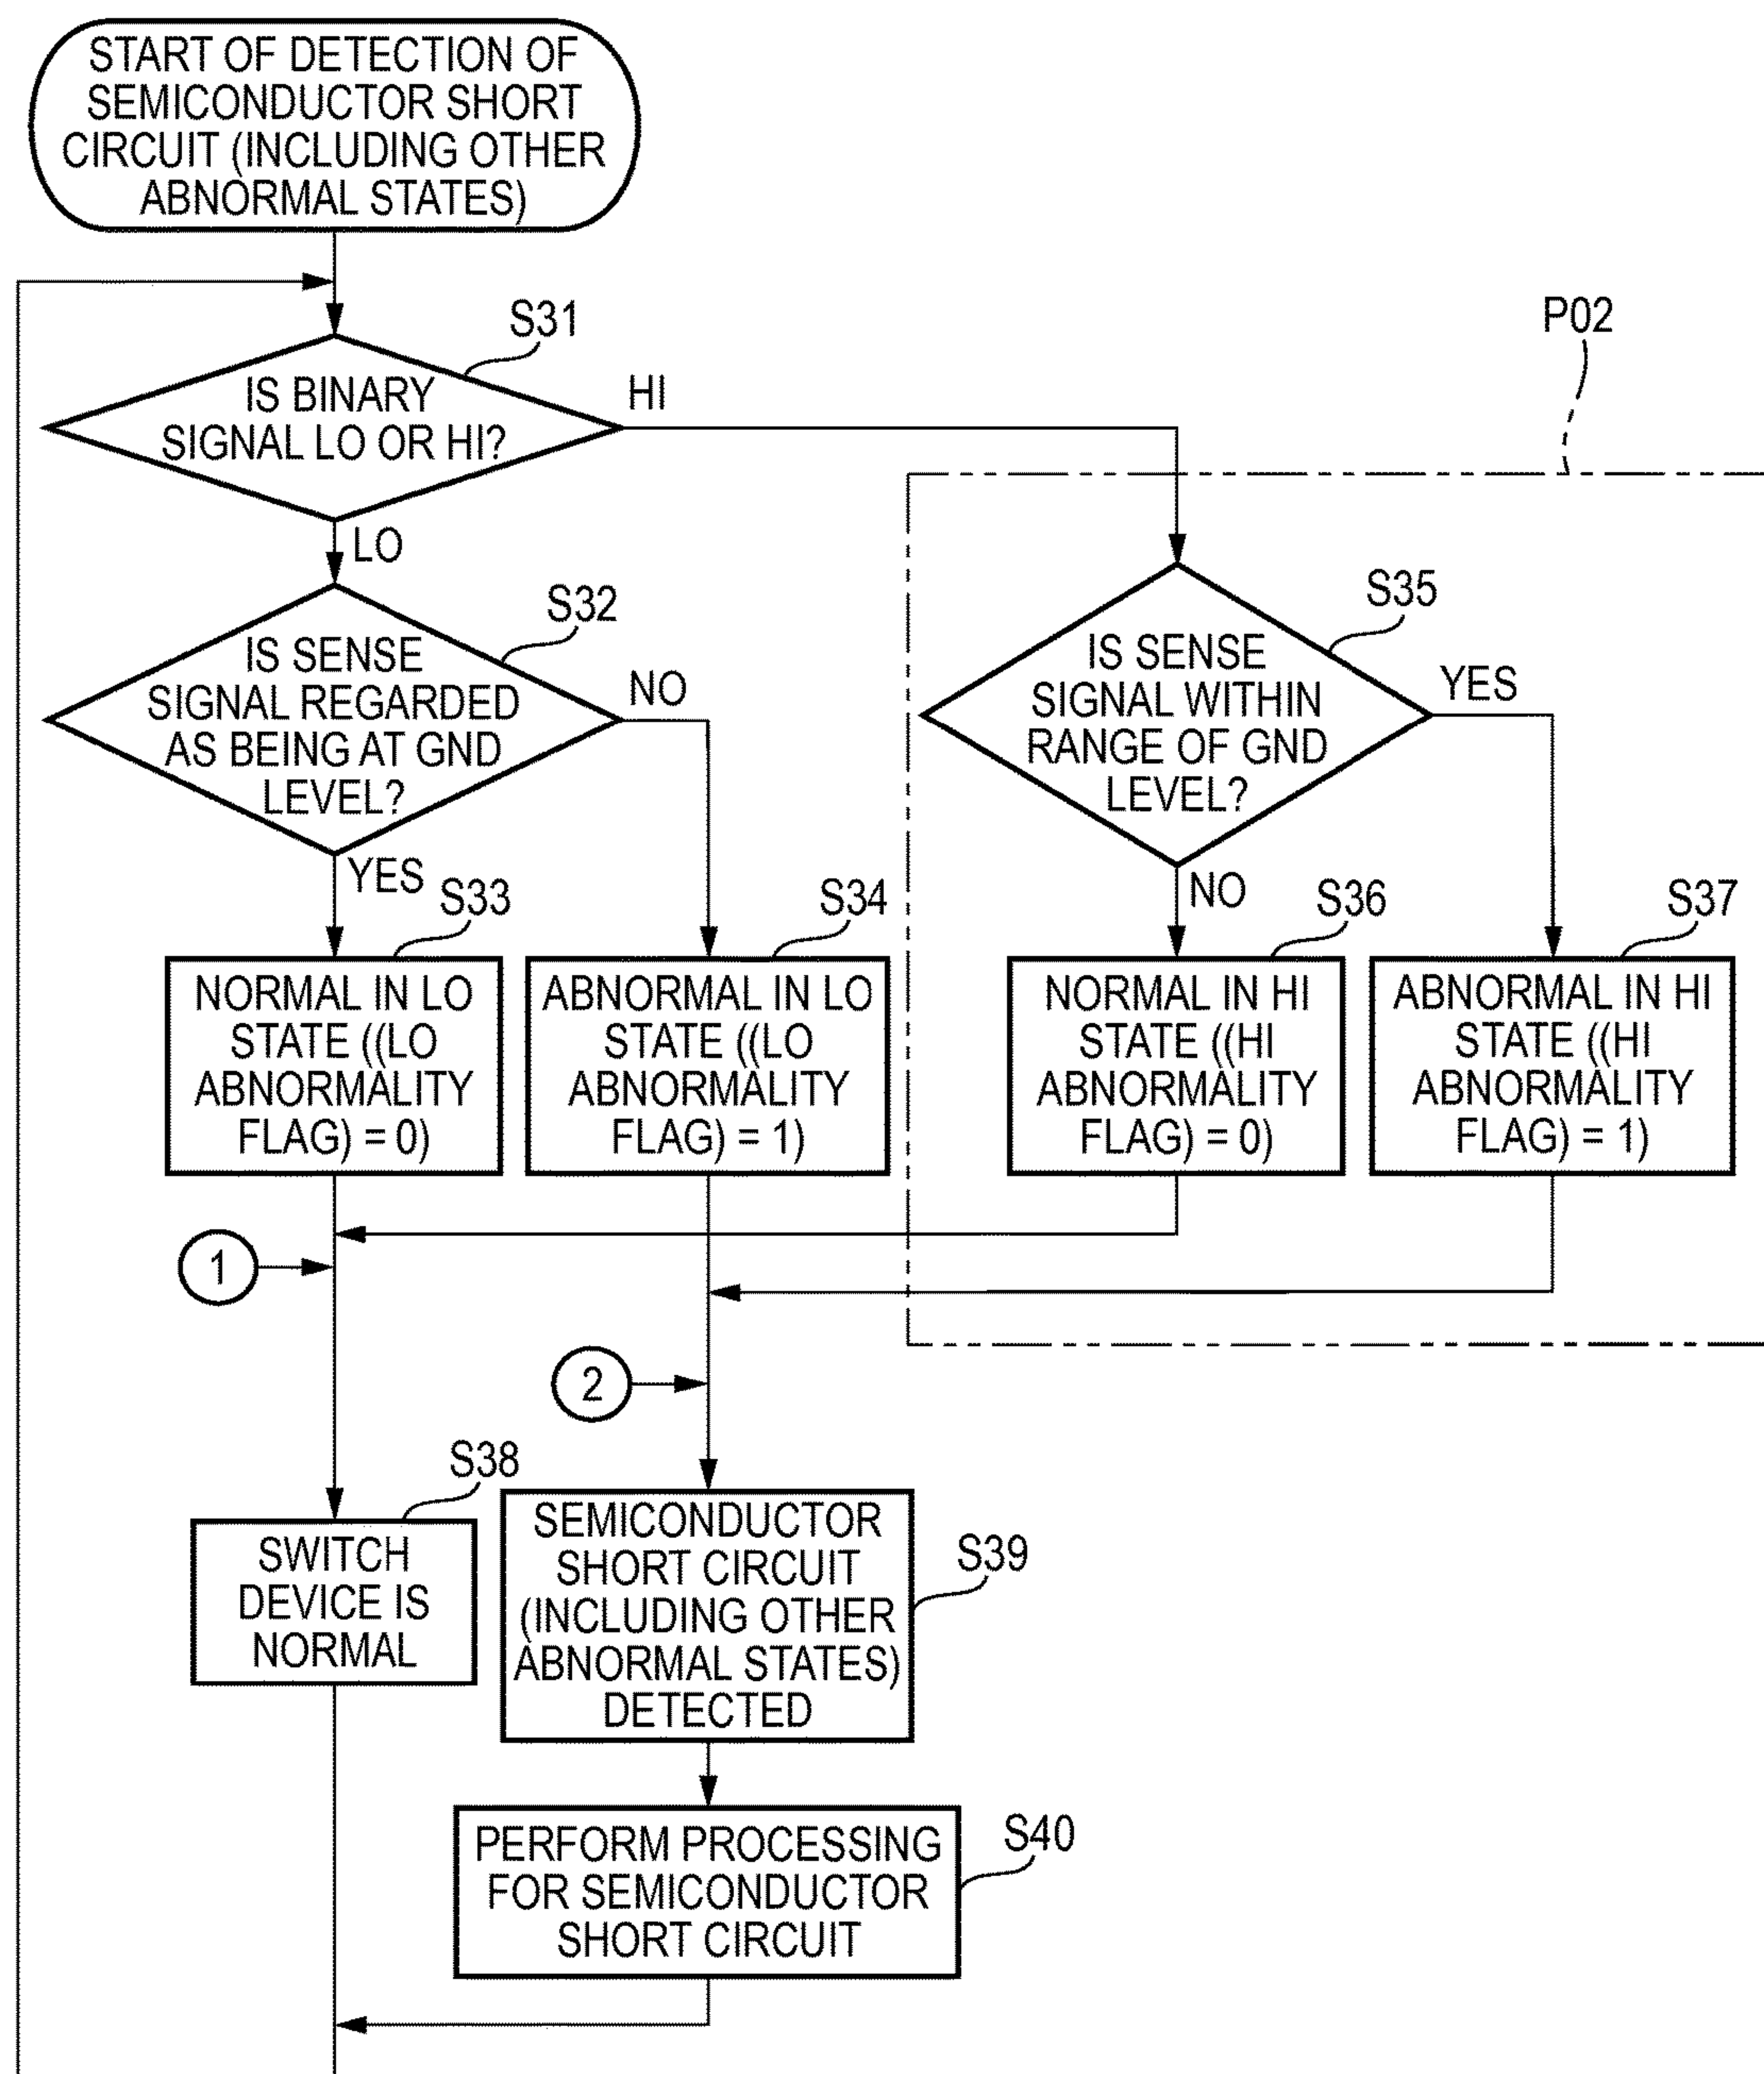 START OF DETECTION OF
SEMICONDUCTOR SHORT
CIRCUIT (INCLUDING OTHER
ABNORMAL STATES)
S31
P02
IS BINARY
SIGNAL LO OR HI?
HI
LO
S32
IS SENSE
SIGNAL REGARDED
AS BEING AT GND
LEVEL?
NO
YES
S35
IS SENSE
SIGNAL WITHIN
RANGE OF GND
LEVEL?
YES
NO
S33
NORMAL IN LO
STATE ((LO
ABNORMALITY
FLAG) = 0)
S34
ABNORMAL IN LO
STATE ((LO
ABNORMALITY
FLAG) = 1)
S36
NORMAL IN HI
STATE ((HI
ABNORMALITY
FLAG) = 0)
S37
ABNORMAL IN HI
STATE ((HI
ABNORMALITY
FLAG) = 1)
1
2
S38
SWITCH
DEVICE IS
NORMAL
S39
SEMICONDUCTOR
SHORT CIRCUIT
(INCLUDING OTHER
ABNORMAL STATES)
DETECTED
S40
PERFORM PROCESSING
FOR SEMICONDUCTOR
SHORT CIRCUIT